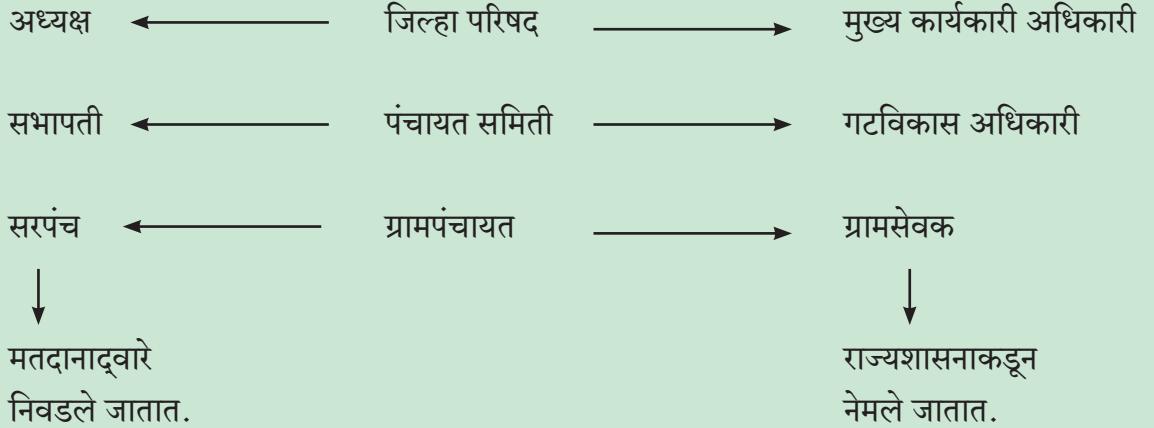 अध्यक्ष जिल्हा परिषद मुख्य कार्यकारी अधिकारी
सभापती पंचायत समिती गटविकास अधिकारी
सरपंच ग्रामपंचायत ग्रामसेवक
मतदानाद्‌वारे राज्यशासनाकडून
निवडले जातात. नेमले जातात.